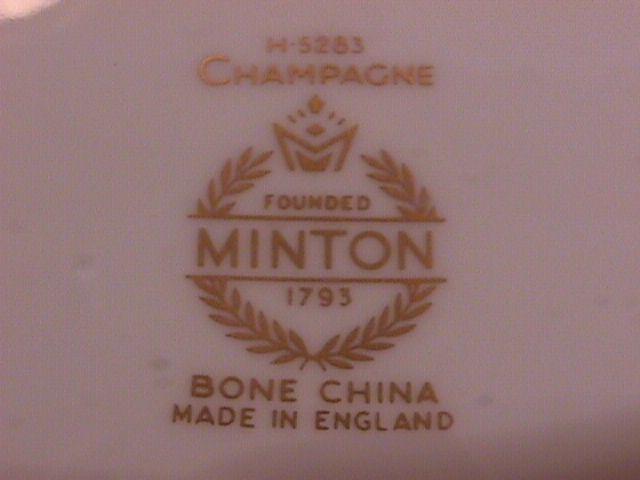 H-5283
CHAMPAGNE
FOUNDED
MINTON
1793
BONE CHINA
MADE IN ENGLAND